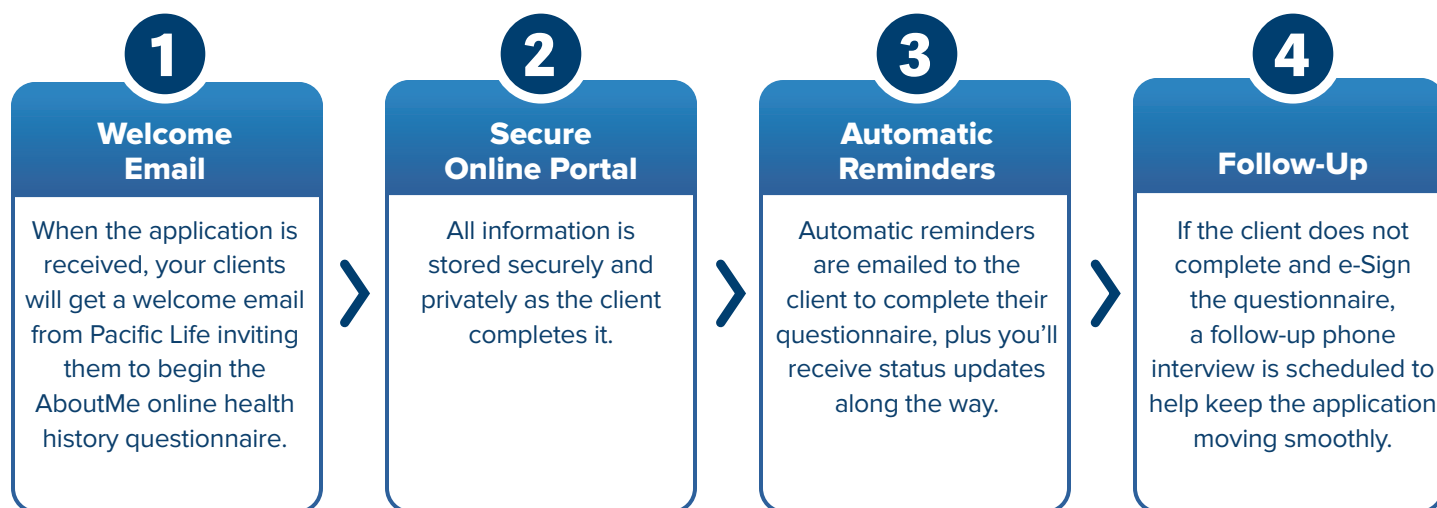 1
Welcome
Email
When the application is
received, your clients
will get a welcome email
from Pacific Life inviting
them to begin the
AboutMe online health
history questionnaire.
2
Secure
Online Portal
All information is
stored securely and
privately as the client
completes it.
3
Automatic
Reminders
Automatic reminders
are emailed to the
client to complete their
questionnaire, plus you’ll
receive status updates
along the way.
4
Follow-Up
If the client does not
complete and e-Sign
the questionnaire,
a follow-up phone
interview is scheduled to
help keep the application
moving smoothly.